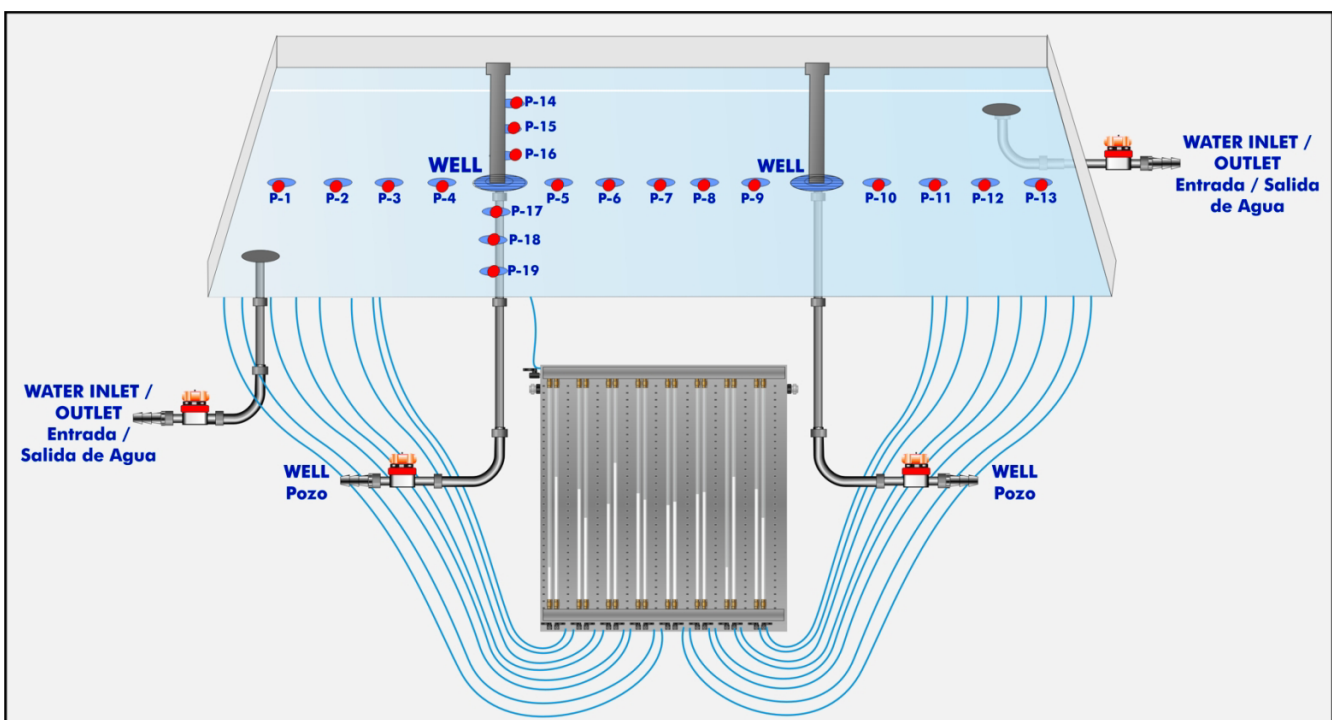 P-14
P-15
P-16
WELL
WELL
WATER INLET /
OUTLET
Entrada / Salida
de Agua
P-1
P-2
P-3
P-4
P-5
P-6
P-7
P-8
P-9
P-10
P-11
P-12
P-13
P-17
P-18
P-19
WATER INLET /
OUTLET
Entrada /
Salida de Agua
WELL
Pozo
WELL
Pozo